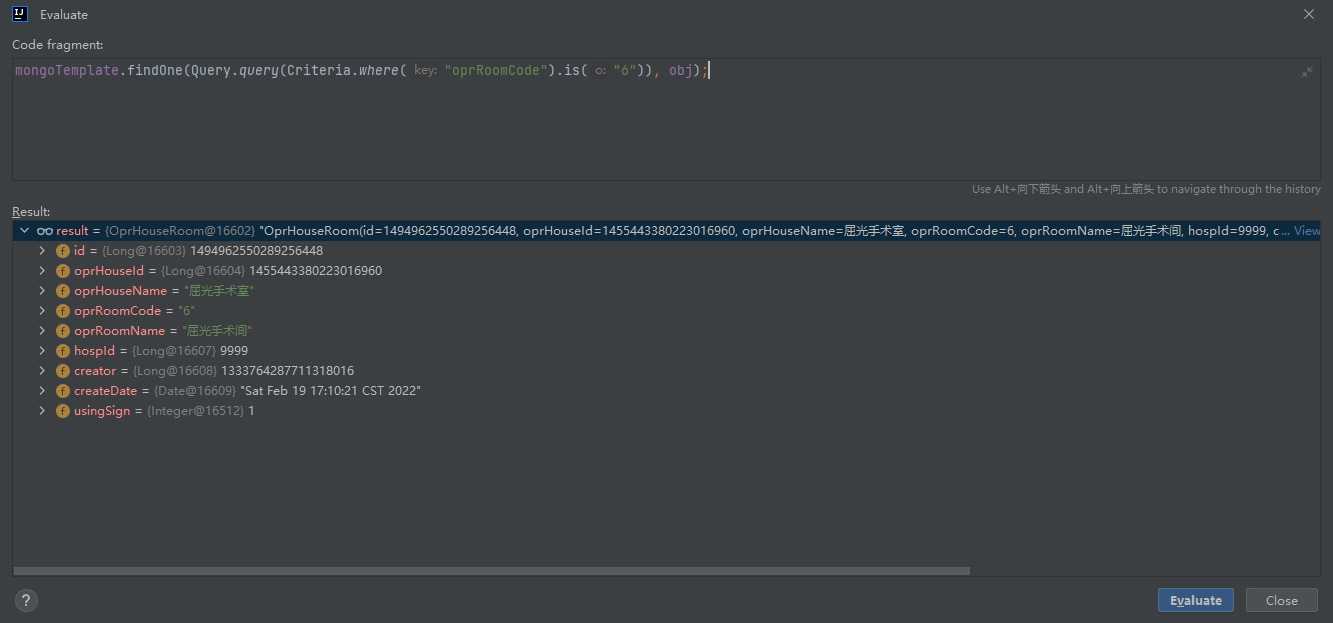 IJ Evaluate
Code fragment:
mongoTemplate.findOne(Query.query(Criteria.where( key: "oprRoomCode").is( o: "6")), obj);
Use Alt+向下箭头 and Alt+向上箭头 to navigate through the history
Result:
result = {OprHouseRoom@16602} "OprHouseRoom(id=1494962550289256448, oprHouseId=1455443380223016960, oprHouseName=屈光手术室, oprRoomCode=6, oprRoomName=屈光手术间, hospId=9999, c... View
f id = {Long@16603} 1494962550289256448
f oprHouseId = {Long@16604} 1455443380223016960
f oprHouseName = "屈光手术室"
f oprRoomCode = "6"
f oprRoomName = "屈光手术间"
f hospId = {Long@16607} 9999
f creator = {Long@16608} 1333764287711318016
f createDate = {Date@16609} "Sat Feb 19 17:10:21 CST 2022"
f usingSign = {Integer@16512} 1
? Evaluate Close